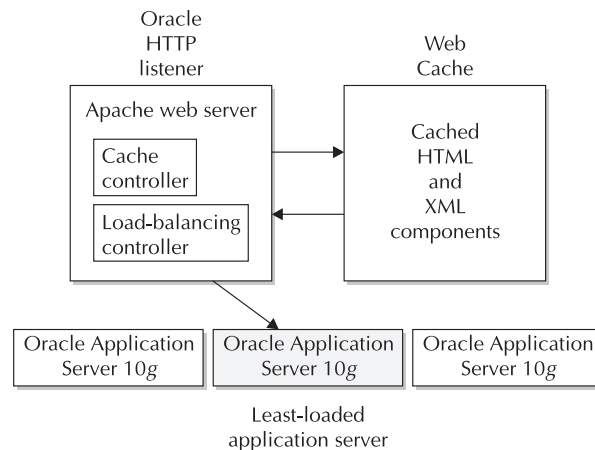 Oracle
HTTP
listener
Web
Cache
Apache web server
Cache
controller
Load-balancing
controller
Cached
HTML
and
XML
components
Oracle Application
Server 10g
Oracle Application
Server 10g
Oracle Application
Server 10g
Least-loaded
application server